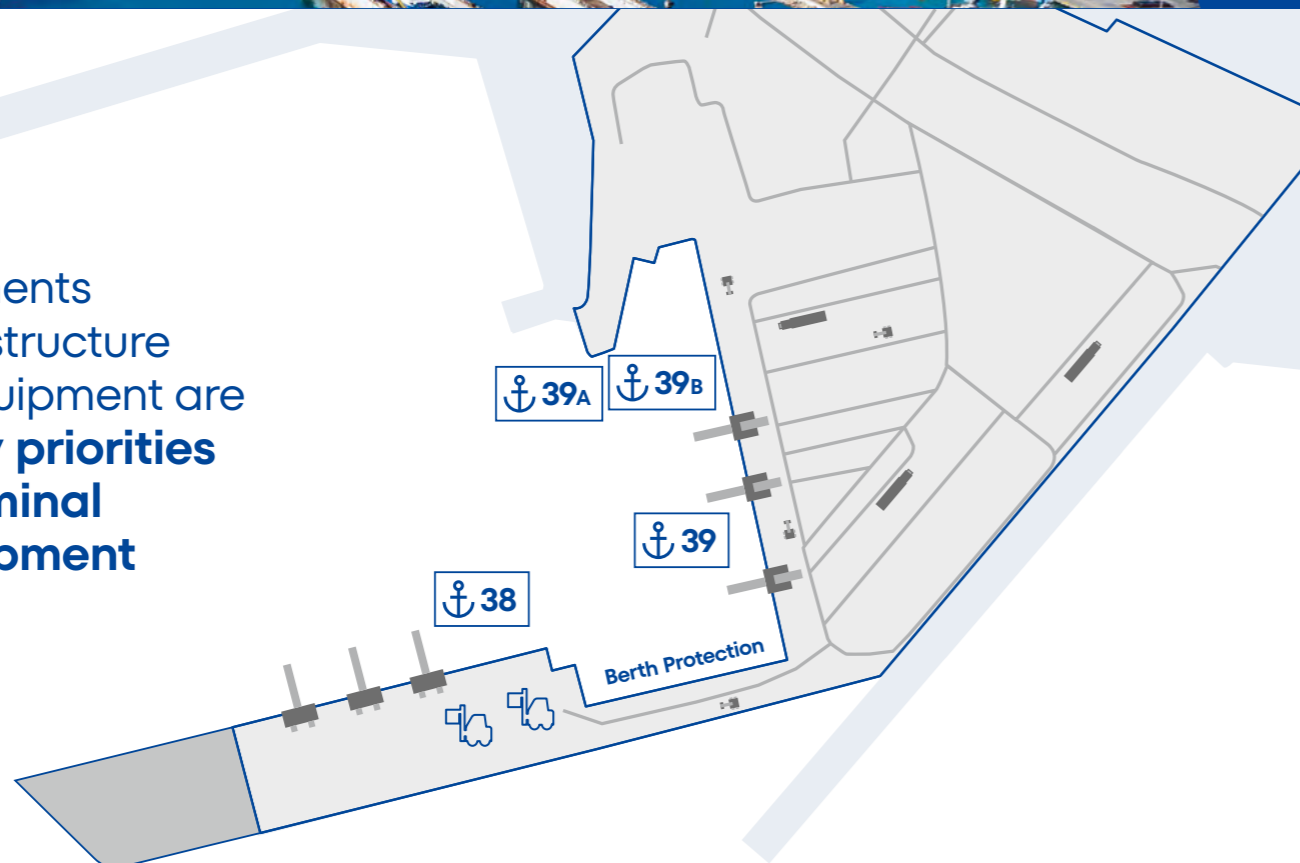 ents
structure
uipment are
priorities
minal
pment
39A
39B
39
38
Berth Protection